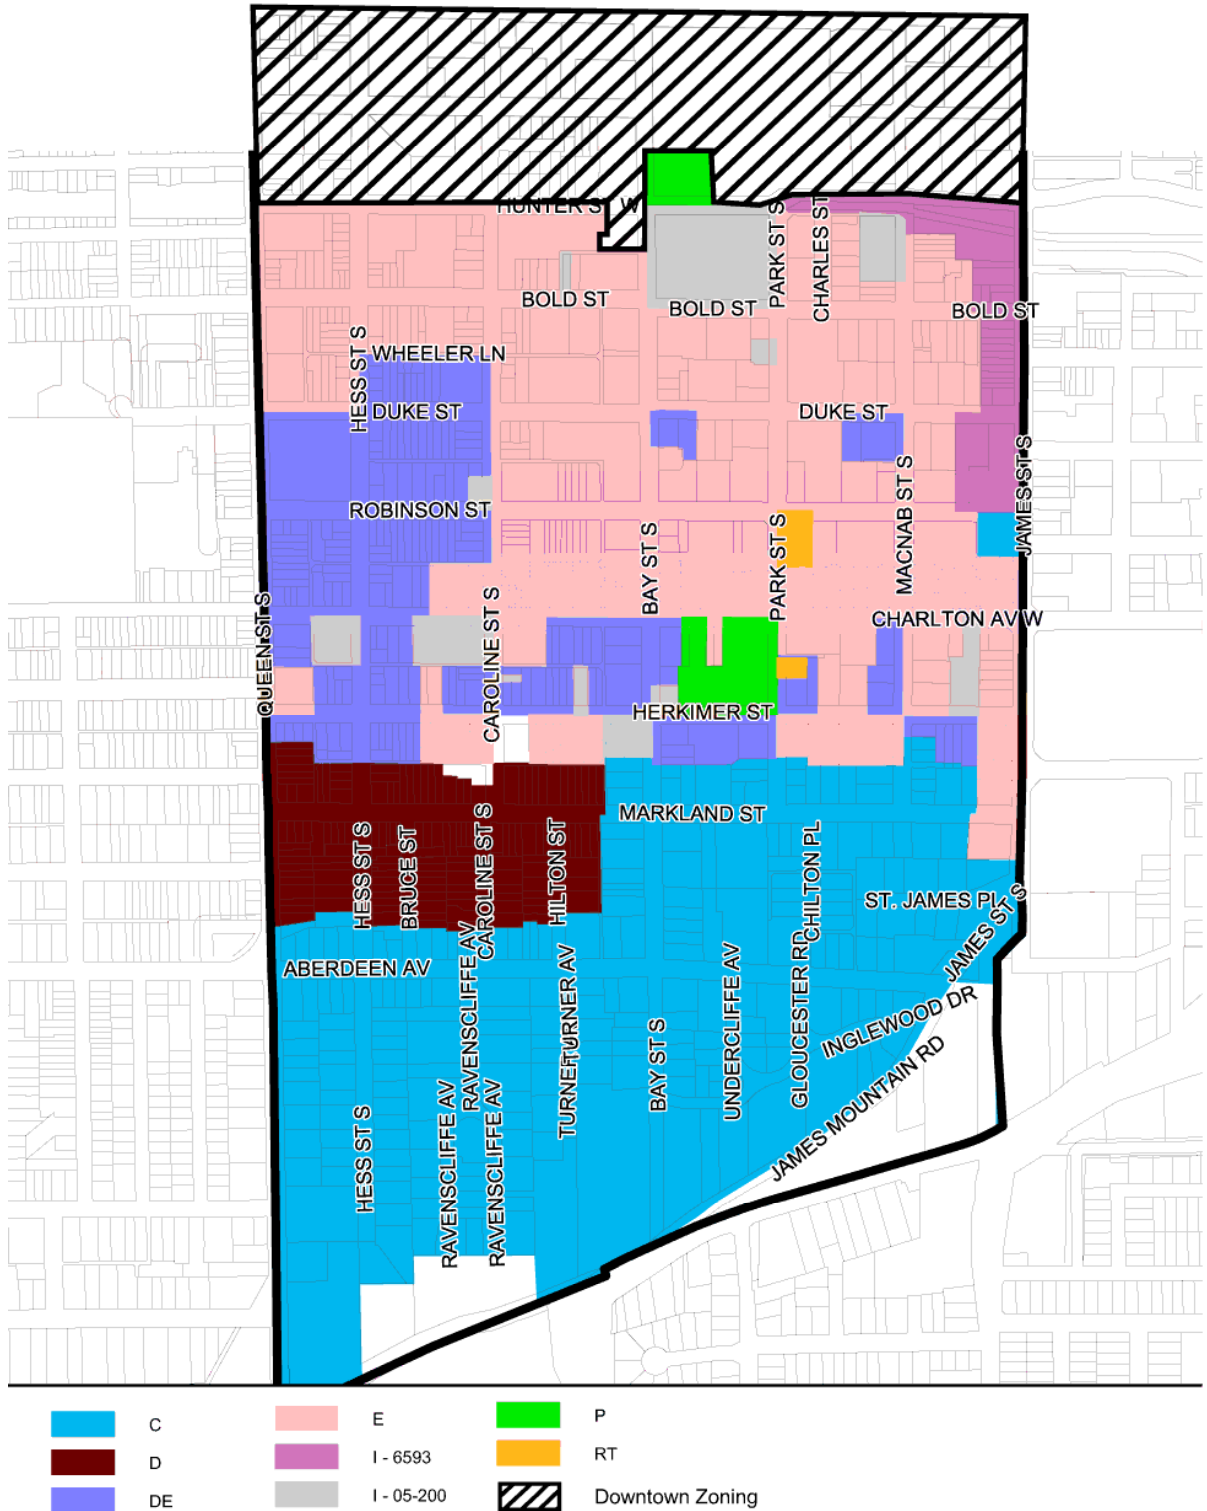 HUNTER ST W
PARK ST S
CHARLES ST
BOLD ST
BOLD ST
BOLD ST
HESS ST S
WHEELER LN
DUKE ST
DUKE ST
JAMES ST S
MACNAB ST S
ROBINSON ST
BAY ST S
PARK ST S
QUEEN ST S
CAROLINE ST S
CHARLTON AV W
HERKIMER ST
MARKLAND ST
HESS ST S
BRUCE ST
CAROLINE ST S
HILTON ST
CHILTON PL
ST. JAMES PL
JAMES ST S
ABERDEEN AV
RAVENSCLIFFE AV
TURNER AV
TURNER
BAY ST S
UNDERCLIFFE AV
GLOUCESTER RD
INGLEWOOD DR
JAMES MOUNTAIN RD
HESS ST S
RAVENSCLIFFE AV
RAVENSCLIFFE AV
C
D
DE
E
I - 6593
I - 05-200
P
RT
Downtown Zoning